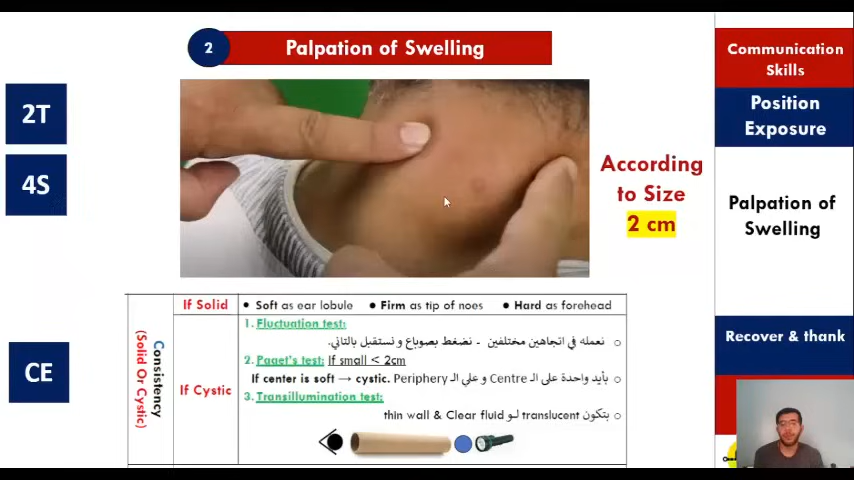 2
Palpation of Swelling
2T
4S
CE
According
to Size
2 cm
Communication
Skills
Position
Exposure
Palpation of
Swelling
Recover & thank
Consistency
(Solid Or Cystic)
If Solid
• Soft as ear lobule • Firm as tip of noes • Hard as forehead
If Cystic
1. Fluctuation test:
○ نعمله في اتجاهين مختلفين - نضغط بصوباع و نستقبل بالتاني.
2. Paget's test: If small < 2cm
○ بأيد واحدة على الـ Centre و علي الـ Periphery If center is soft → cystic.
3. Transillumination test:
○ بتكون translucent لـو thin wall & Clear fluid